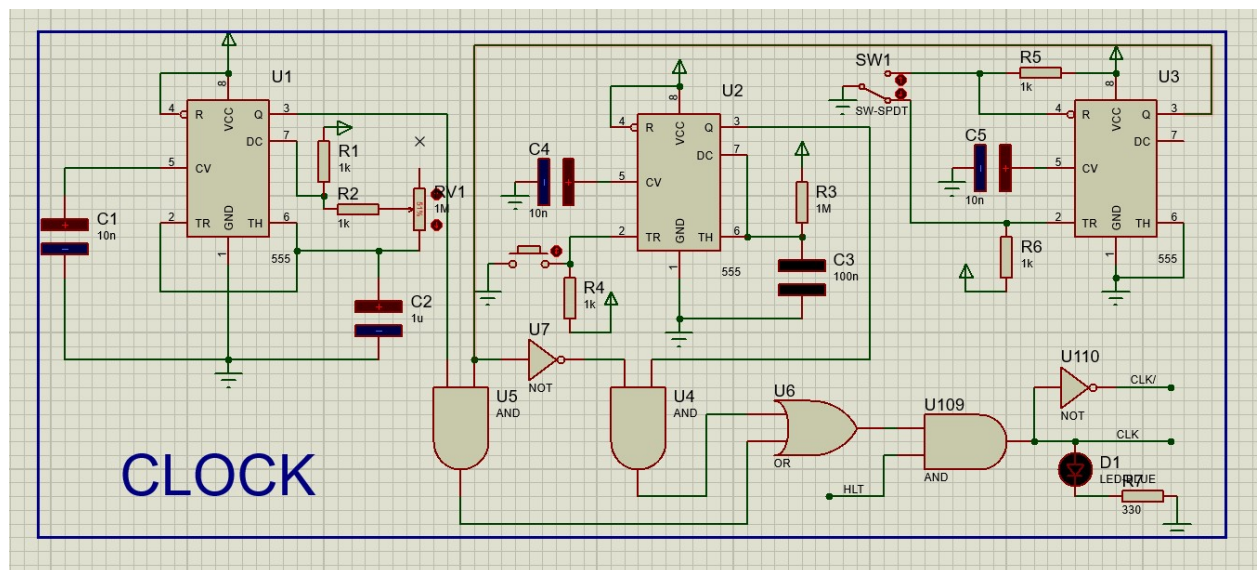 U1
8
VCC
4
R
Q
3
DC
7
5
CV
2
TR
GND
TH
6
1
555
R1
1k
R2
1k
RV1
1M
51%
C1
10n
C2
1u
U2
8
VCC
4
R
Q
3
DC
7
C4
10n
5
CV
2
TR
GND
TH
6
1
555
R3
1M
C3
100n
R4
1k
SW1
SW-SPDT
R5
1k
U3
8
VCC
4
R
Q
3
DC
7
C5
10n
5
CV
2
TR
GND
TH
6
1
555
R6
1k
U7
NOT
U5
AND
U4
AND
U6
OR
U109
AND
HLT
U110
NOT
CLK/
CLK
D1
LED-BLUE
R7
330
CLOCK